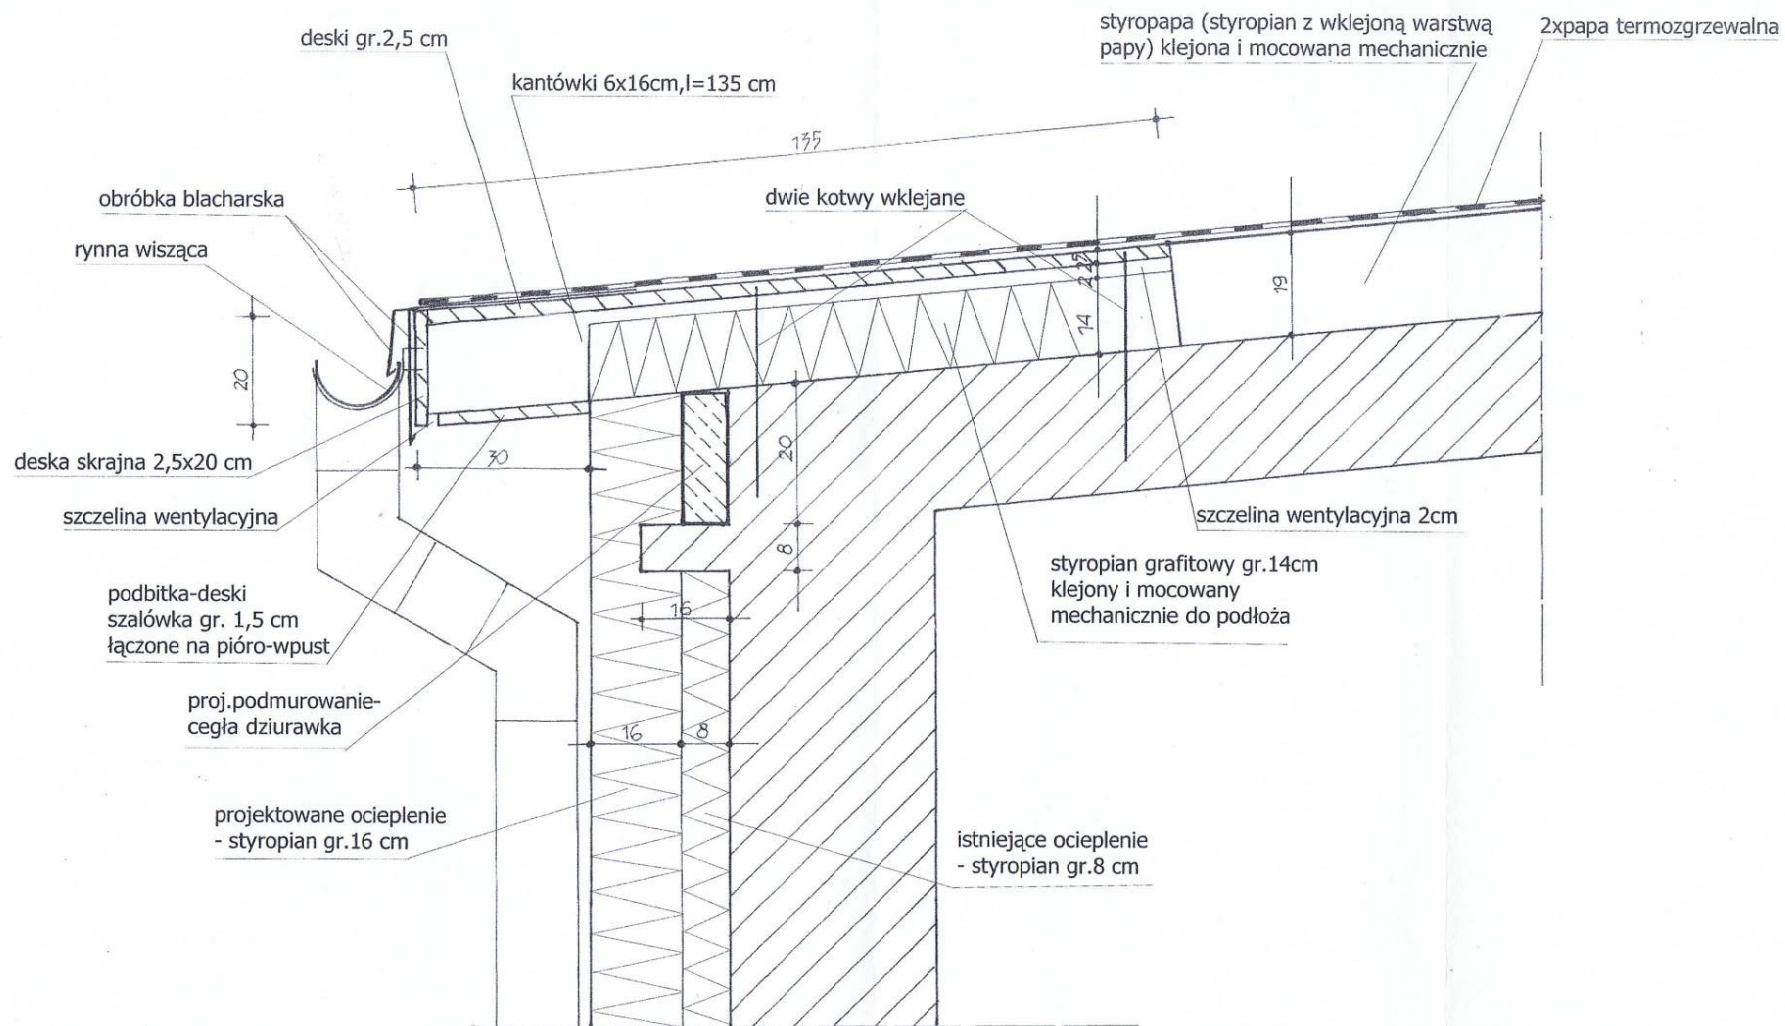 deski gr.2,5 cm
kantówki 6x16cm,l=135 cm
styropapa (styropian z wklejoną warstwą
papy) klejona i mocowana mechanicznie
2xpapa termozgrzewalna
135
obróbka blacharska
rynna wisząca
dwie kotwy wklejane
2,5
2
14
19
20
20
8
30
deska skrajna 2,5x20 cm
szczelina wentylacyjna
szczelina wentylacyjna 2cm
styropian grafitowy gr.14cm
klejony i mocowany
mechanicznie do podłoża
podbitka-deski
szalówka gr. 1,5 cm
łączone na pióro-wpust
16
proj.podmurowanie-
cegła dziurawka
16
8
projektowane ocieplenie
- styropian gr.16 cm
istniejące ocieplenie
- styropian gr.8 cm